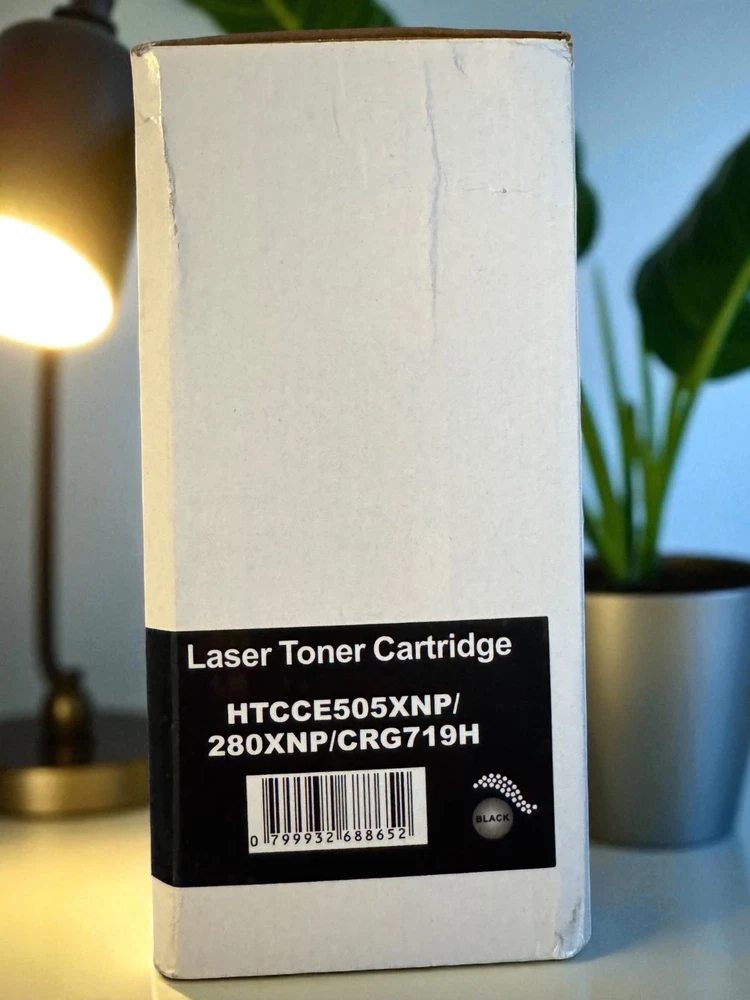 Laser Toner Cartridge
HTCCE505XNP/
280XNP/CRG719H
0 799932 688652
BLACK